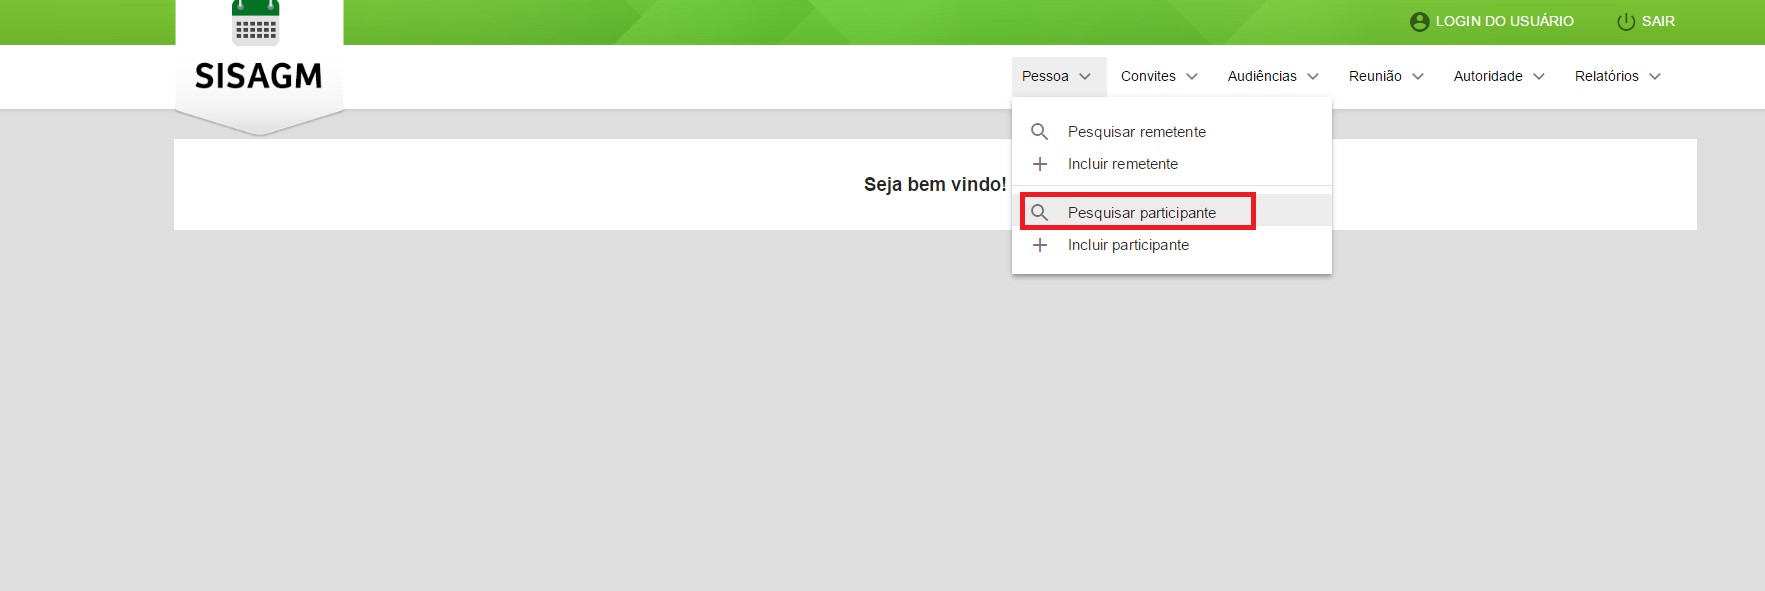 LOGIN DO USUÁRIO SAIR
SISAGM
Pessoa Convites Audiências Reunião Autoridade Relatórios
Pesquisar remetente
Incluir remetente
Seja bem vindo!
Pesquisar participante
Incluir participante